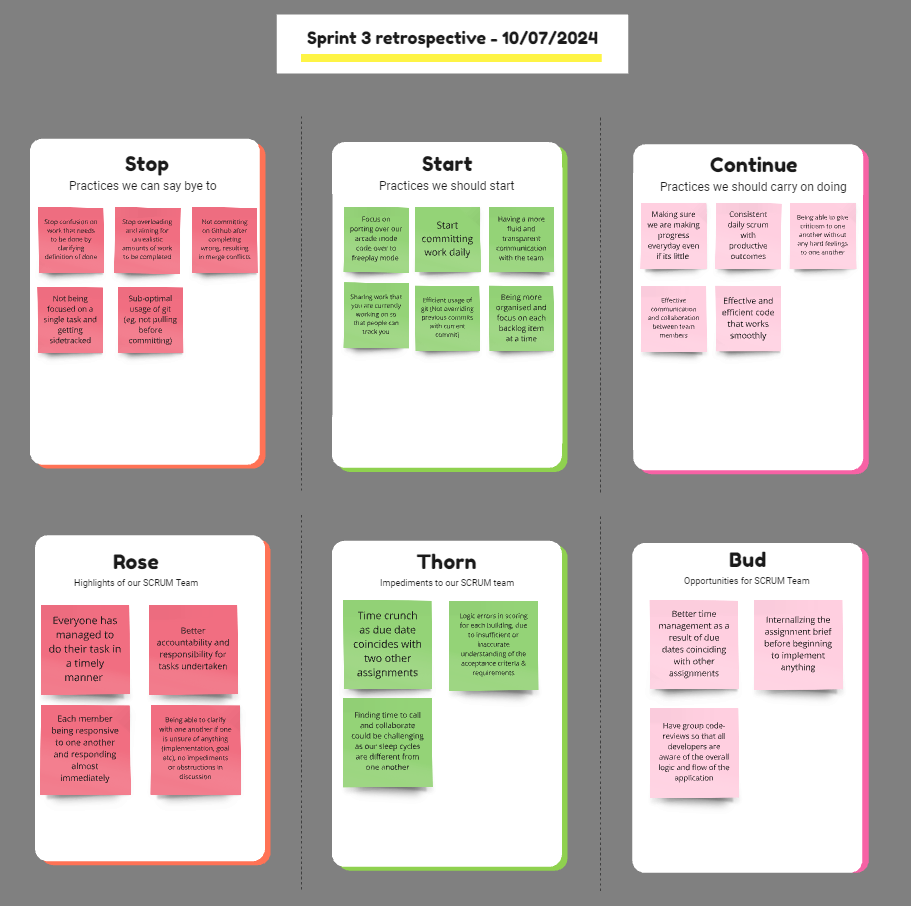 Sprint 3 retrospective - 10/07/2024
Stop
Practices we can say bye to
Stop confusion on
work that needs
to be done by
clarifying
definition of done
Stop overloading
and aiming for
unrealistic
amounts of work
to be completed
Not committing
on Github after
completing
wrong, resulting
in merge conflicts
Not being
focused on a
single task and
getting
sidetracked
Sub-optimal
usage of git
(eg, not pulling
before
committing)
Start
Practices we should start
Focus on
porting over our
arcade mode
code over to
freeplay mode
Start
committing
work daily
Having a more
fluid and
transparent
communication
with the team
Sharing work that
you are currently
working on so
that people can
track you
Efficient usage of
git (Not overriding
previous commits
with current
commit)
Being more
organised and
focus on each
backlog item
at a time
Continue
Practices we should carry on doing
Making sure
we are making
progress
everyday even
if its little
Consistent
daily scrum
with
productive
outcomes
Being able to give
criticism to one
another without
any hard feelings
to one another
Effective
communication
and collaboration
between team
members
Effective and
efficient code
that works
smoothly
Rose
Highlights of our SCRUM Team
Everyone has
managed to
do their task in
a timely
manner
Better
accountability and
responsibility for
tasks undertaken
Each member
being responsive
to one another
and responding
almost
immediately
Being able to clarify
with one another if one
is unsure of anything
(implementation, goal
etc), no impediments
or obstructions in
discussion
Thorn
Impediments to our SCRUM team
Time crunch
as due date
coincides with
two other
assignments
Logic errors in scoring
for each building, due
to insufficient or
inaccurate
understanding of the
acceptance criteria &
requirements
Finding time to call
and collaborate
could be challenging
as our sleep cycles
are different from
one another
Bud
Opportunities for SCRUM Team
Better time
management as a
result of due
dates coinciding
with other
assignments
Internalizing the
assignment brief
before beginning
to implement
anything
Have group code-
reviews so that all
developers are
aware of the overall
logic and flow of the
application